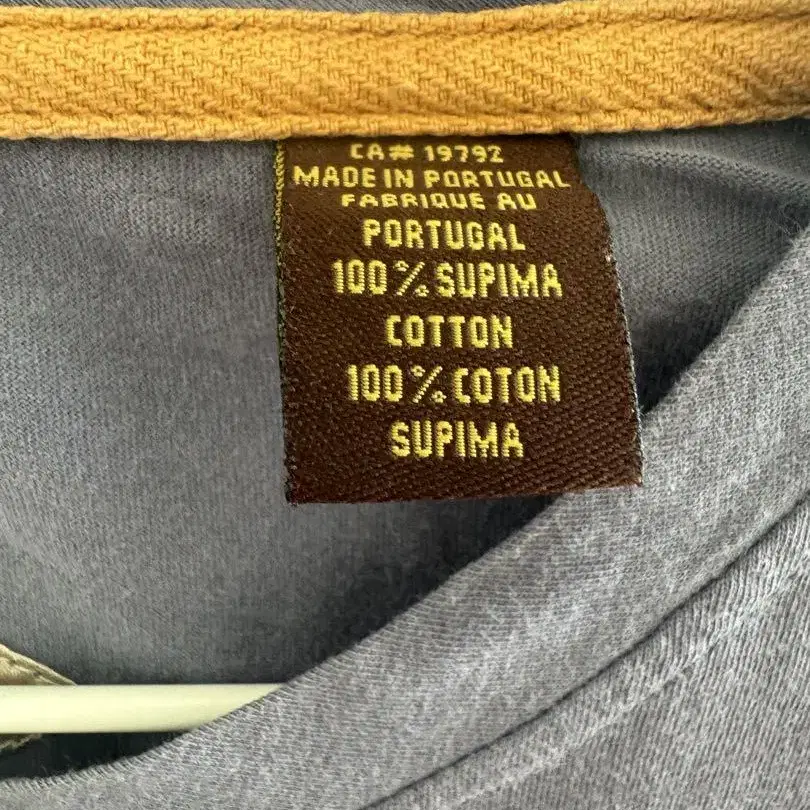 CA# 19792
MADE IN PORTUGAL
FABRIQUE AU
PORTUGAL
100% SUPIMA
COTTON
100% COTON
SUPIMA